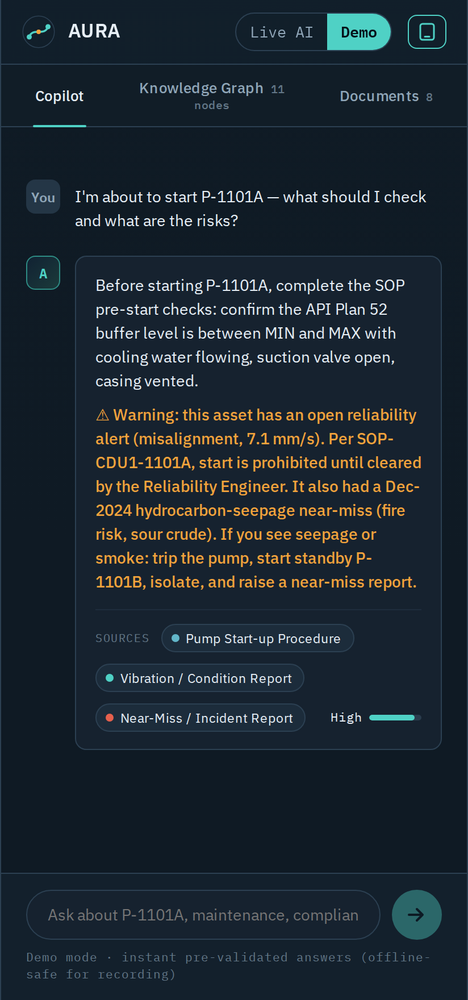 AURA
Live AI
Demo
Copilot
Knowledge Graph 11
nodes
Documents 8
You
I'm about to start P-1101A — what should I check
and what are the risks?
A
Before starting P-1101A, complete the SOP
pre-start checks: confirm the API Plan 52
buffer level is between MIN and MAX with
cooling water flowing, suction valve open,
casing vented.
⚠ Warning: this asset has an open reliability
alert (misalignment, 7.1 mm/s). Per SOP-
CDU1-1101A, start is prohibited until cleared
by the Reliability Engineer. It also had a Dec-
2024 hydrocarbon-seepage near-miss (fire
risk, sour crude). If you see seepage or
smoke: trip the pump, start standby P-
1101B, isolate, and raise a near-miss report.
SOURCES
Pump Start-up Procedure
Vibration / Condition Report
Near-Miss / Incident Report
High
Ask about P-1101A, maintenance, complian
Demo mode · instant pre-validated answers (offline-
safe for recording)